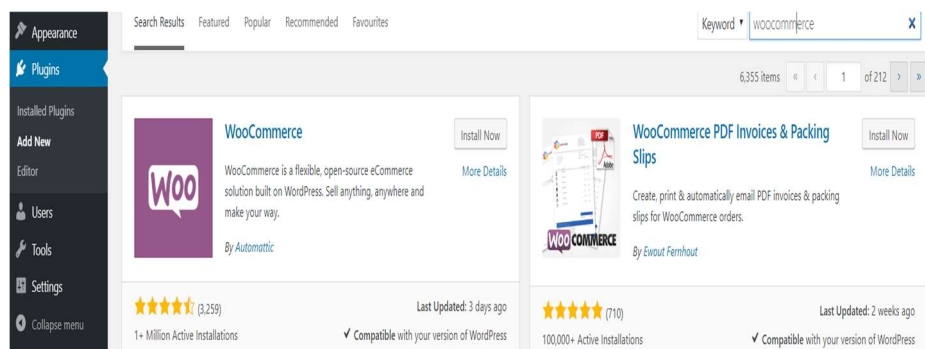 Appearance
Plugins
Installed Plugins
Add New
Editor
Users
Tools
Settings
Collapse menu
Search Results Featured Popular Recommended Favourites
Keyword woocommerce
6,355 items « ‹ 1 of 212 › »
WOO
WooCommerce
Install Now
More Details
WooCommerce is a flexible, open-source eCommerce
solution built on WordPress. Sell anything, anywhere and
make your way.
By Automattic
(3,259)
Last Updated: 3 days ago
1+ Million Active Installations
Compatible with your version of WordPress
PDF
Adobe
WOO COMMERCE
WooCommerce PDF Invoices & Packing
Slips
Install Now
More Details
Create, print & automatically email PDF invoices & packing
slips for WooCommerce orders.
By Ewout Fernhout
(710)
Last Updated: 2 weeks ago
100,000+ Active Installations
Compatible with your version of WordPress